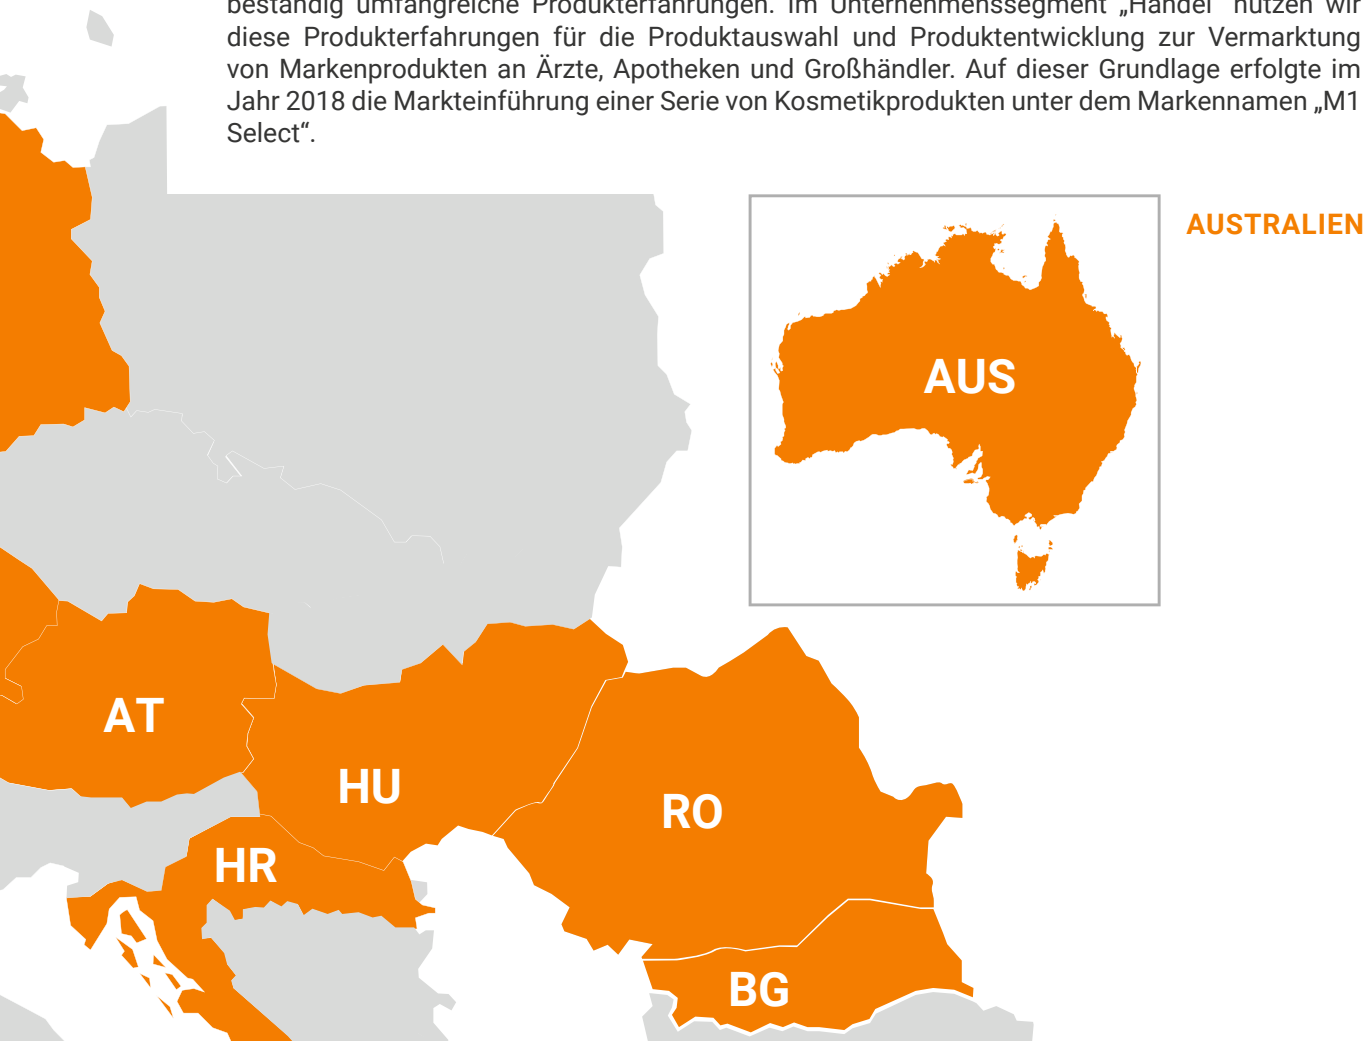 beständig umfangreiche Produkterfahrungen. Im Unternehmenssegment „Handel“ nutzen wir
diese Produkterfahrungen für die Produktauswahl und Produktentwicklung zur Vermarktung
von Markenprodukten an Ärzte, Apotheken und Großhändler. Auf dieser Grundlage erfolgte im
Jahr 2018 die Markteinführung einer Serie von Kosmetikprodukten unter dem Markennamen „M1
Select“.
AUSTRALIEN
AUS
AT
HU
RO
HR
BG